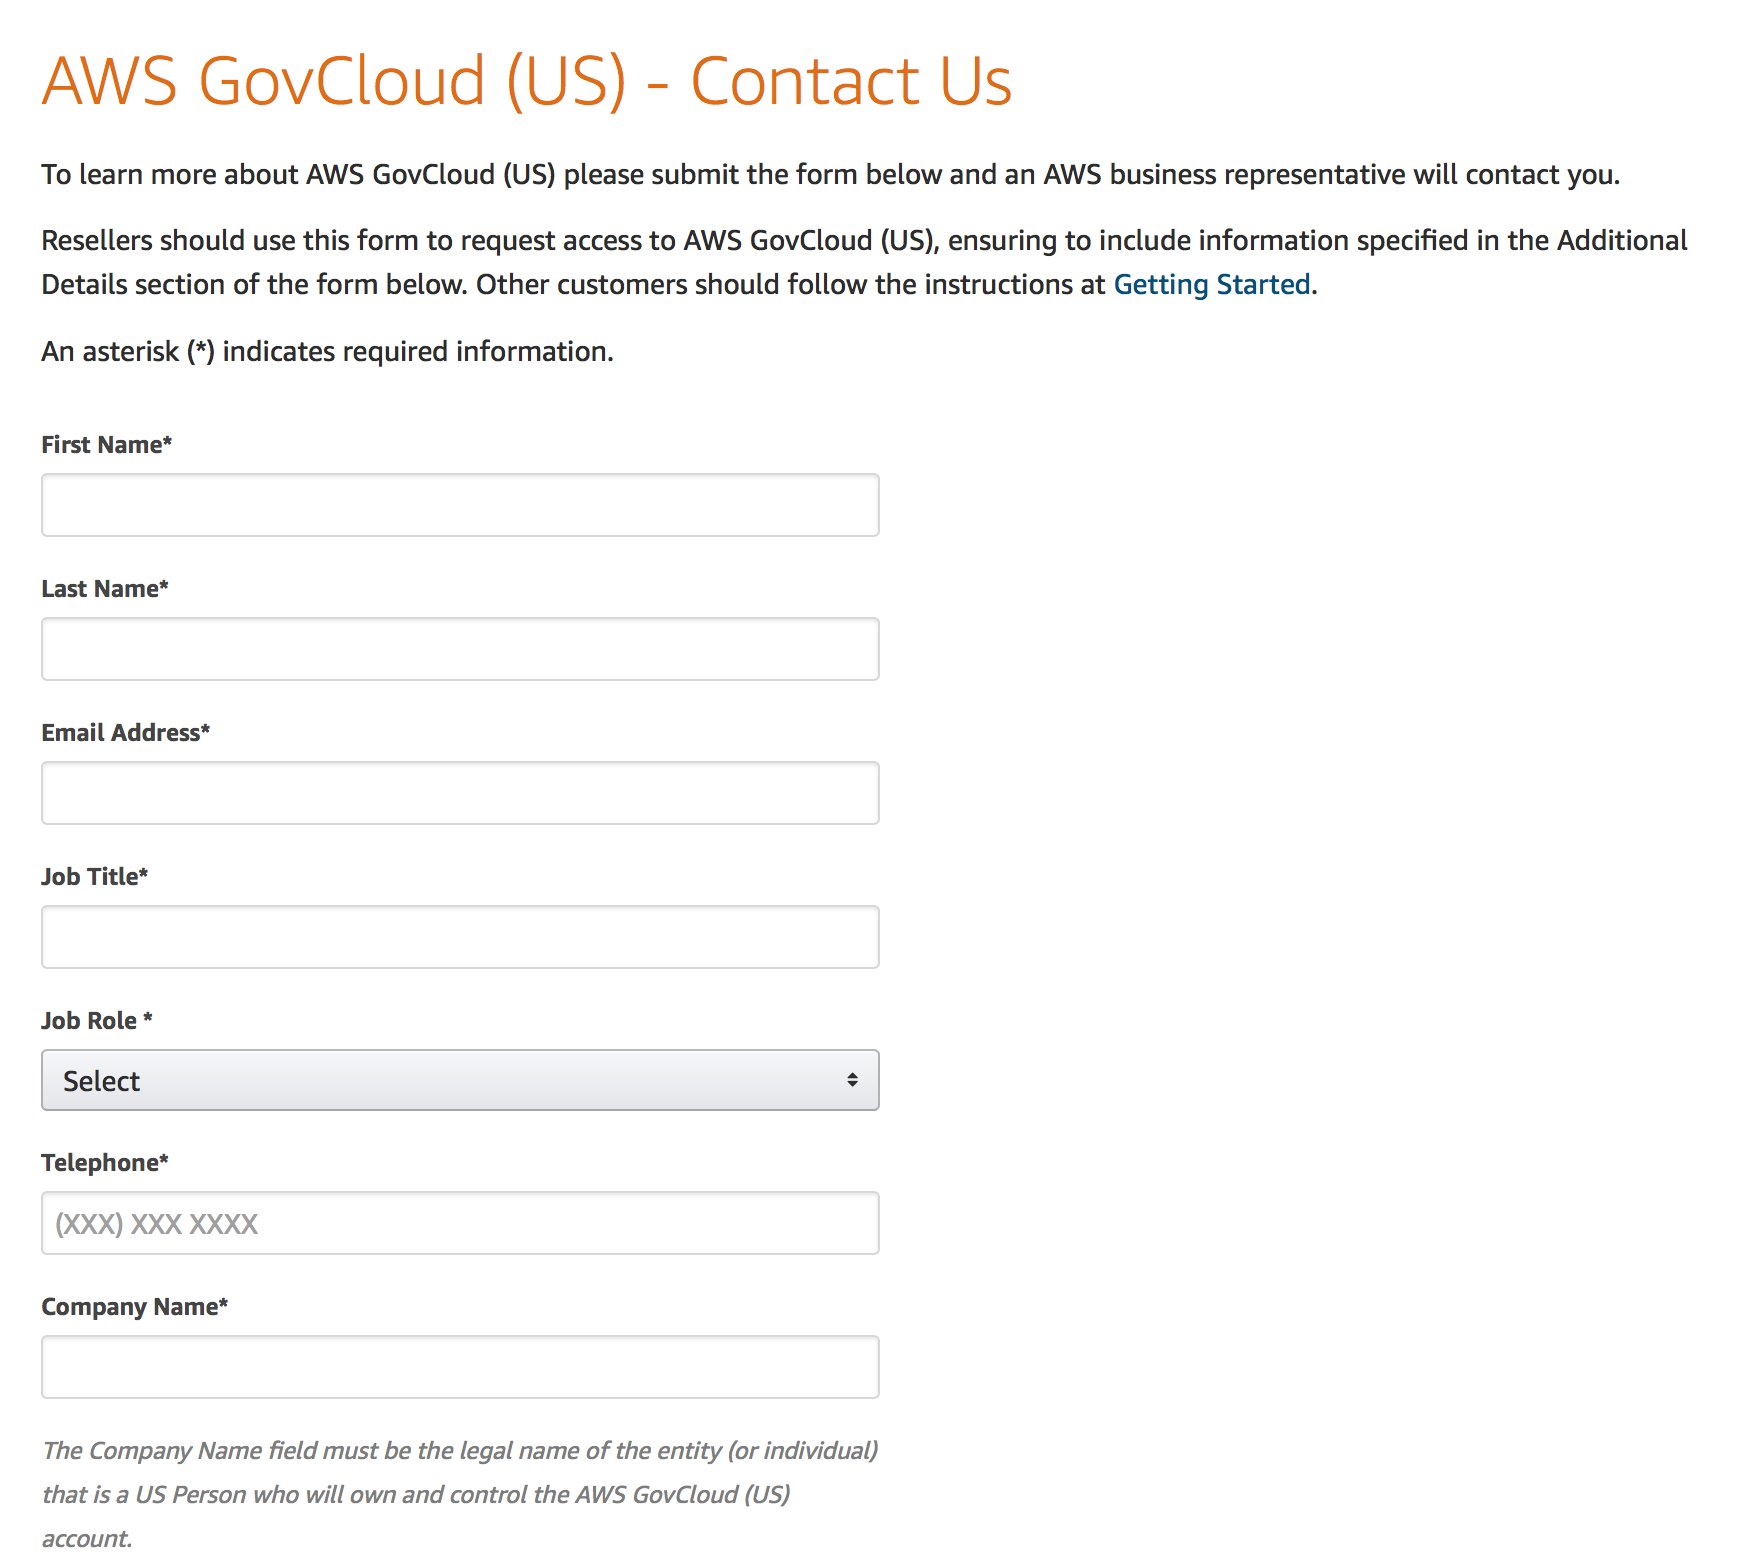 AWS GovCloud (US) - Contact Us
To learn more about AWS GovCloud (US) please submit the form below and an AWS business representative will contact you.
Resellers should use this form to request access to AWS GovCloud (US), ensuring to include information specified in the Additional
Details section of the form below. Other customers should follow the instructions at Getting Started.
An asterisk (*) indicates required information.
First Name*
Last Name*
Email Address*
Job Title*
Job Role *
Select
Telephone*
(XXX) XXX XXXX
Company Name*
The Company Name field must be the legal name of the entity (or individual)
that is a US Person who will own and control the AWS GovCloud (US)
account.